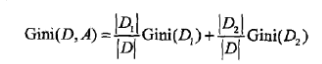 Gini(D, A) = |D₁|/|D| Gini(D₁) + |D₂|/|D| Gini(D₂)